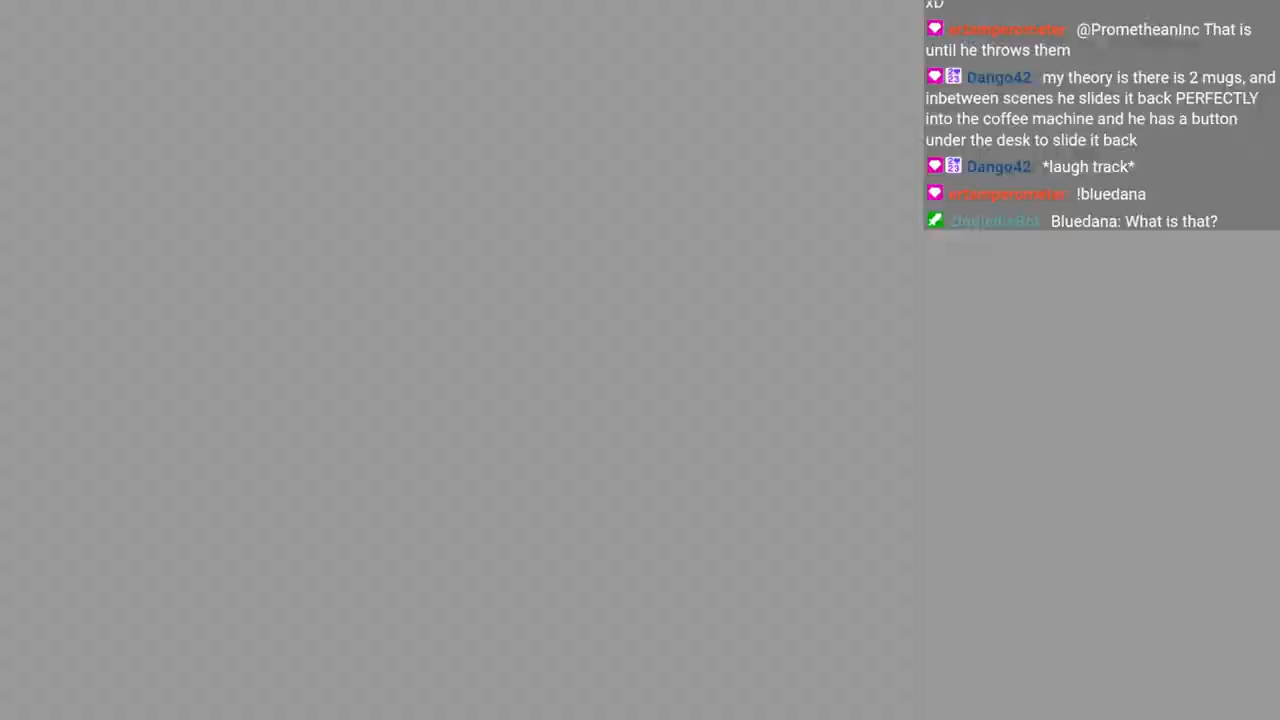 xD
@PrometheanInc That is
until he throws them
Dango42 my theory is there is 2 mugs, and
inbetween scenes he slides it back PERFECTLY
into the coffee machine and he has a button
under the desk to slide it back
Dango42 *laugh track*
!bluedana
Bluedana: What is that?